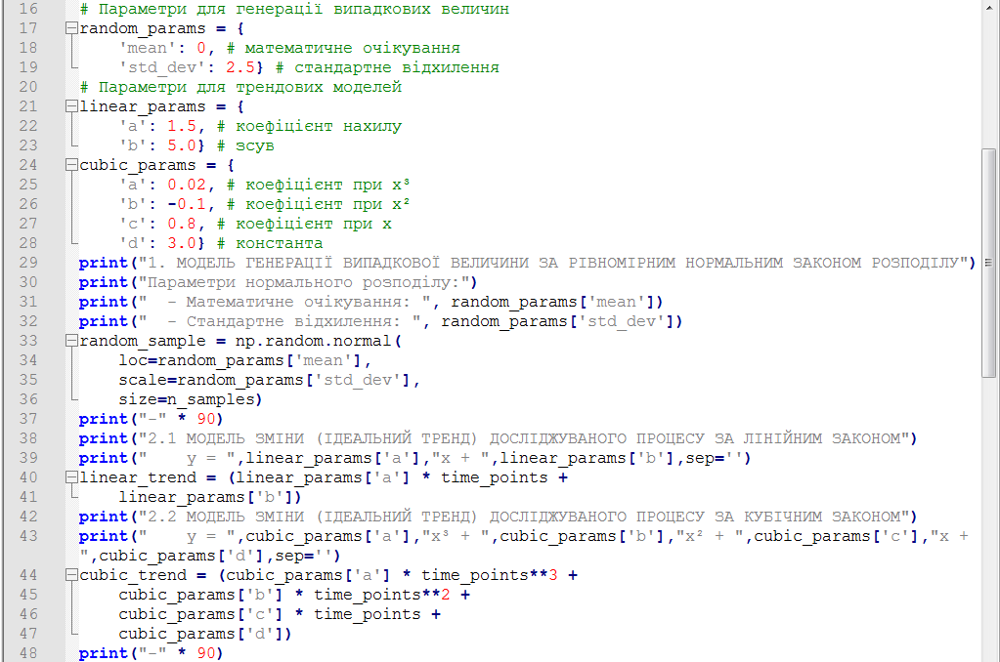 16 # Параметри для генерації випадкових величин
17 random_params = {
18 'mean': 0, # математичне очікування
19 'std_dev': 2.5} # стандартне відхилення
20 # Параметри для трендових моделей
21 linear_params = {
22 'a': 1.5, # коефіцієнт нахилу
23 'b': 5.0} # зсув
24 cubic_params = {
25 'a': 0.02, # коефіцієнт при x³
26 'b': -0.1, # коефіцієнт при x²
27 'c': 0.8, # коефіцієнт при x
28 'd': 3.0} # константа
29 print("1. МОДЕЛЬ ГЕНЕРАЦІЇ ВИПАДКОВОЇ ВЕЛИЧИНИ ЗА РІВНОМІРНИМ НОРМАЛЬНИМ ЗАКОНОМ РОЗПОДІЛУ")
30 print("Параметри нормального розподілу:")
31 print("  - Математичне очікування: ", random_params['mean'])
32 print("  - Стандартне відхилення: ", random_params['std_dev'])
33 random_sample = np.random.normal(
34 loc=random_params['mean'],
35 scale=random_params['std_dev'],
36 size=n_samples)
37 print("-" * 90)
38 print("2.1 МОДЕЛЬ ЗМІНИ (ІДЕАЛЬНИЙ ТРЕНД) ДОСЛІДЖУВАНОГО ПРОЦЕСУ ЗА ЛІНІЙНИМ ЗАКОНОМ")
39 print("    y = ",linear_params['a'],"x + ",linear_params['b'],sep='')
40 linear_trend = (linear_params['a'] * time_points +
41 linear_params['b'])
42 print("2.2 МОДЕЛЬ ЗМІНИ (ІДЕАЛЬНИЙ ТРЕНД) ДОСЛІДЖУВАНОГО ПРОЦЕСУ ЗА КУБІЧНИМ ЗАКОНОМ")
43 print("    y = ",cubic_params['a'],"x³ + ",cubic_params['b'],"x² + ",cubic_params['c'],"x +
",cubic_params['d'],sep='')
44 cubic_trend = (cubic_params['a'] * time_points**3 +
45 cubic_params['b'] * time_points**2 +
46 cubic_params['c'] * time_points +
47 cubic_params['d'])
48 print("-" * 90)